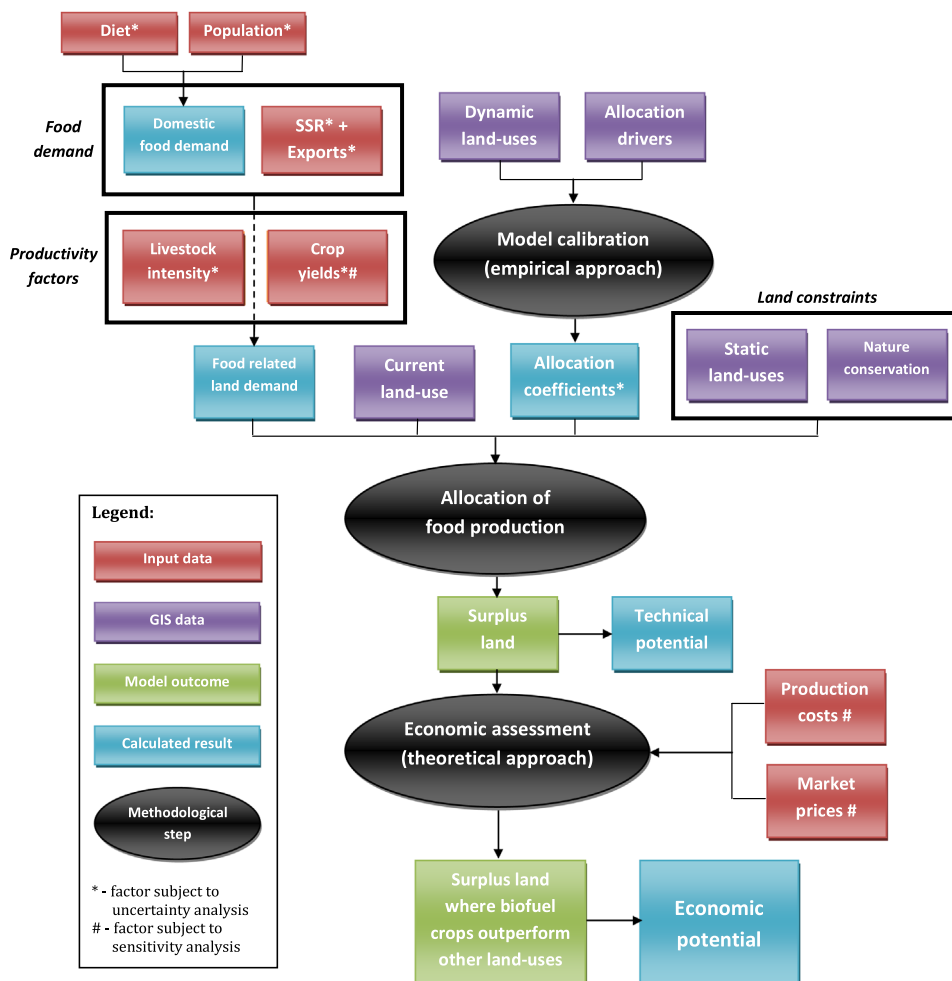 Diet*
Population*
Food
demand
Domestic
food demand
SSR* +
Exports*
Dynamic
land-uses
Allocation
drivers
Productivity
factors
Livestock
intensity*
Crop
yields*#
Model calibration
(empirical approach)
Land constraints
Food related
land demand
Current
land-use
Allocation
coefficients*
Static
land-uses
Nature
conservation
Allocation of
food production
Legend:
Input data
GIS data
Model outcome
Calculated result
Methodological
step
* - factor subject to
uncertainty analysis
# - factor subject to
sensitivity analysis
Surplus
land
Technical
potential
Economic assessment
(theoretical approach)
Production
costs #
Market
prices #
Surplus land
where biofuel
crops outperform
other land-uses
Economic
potential